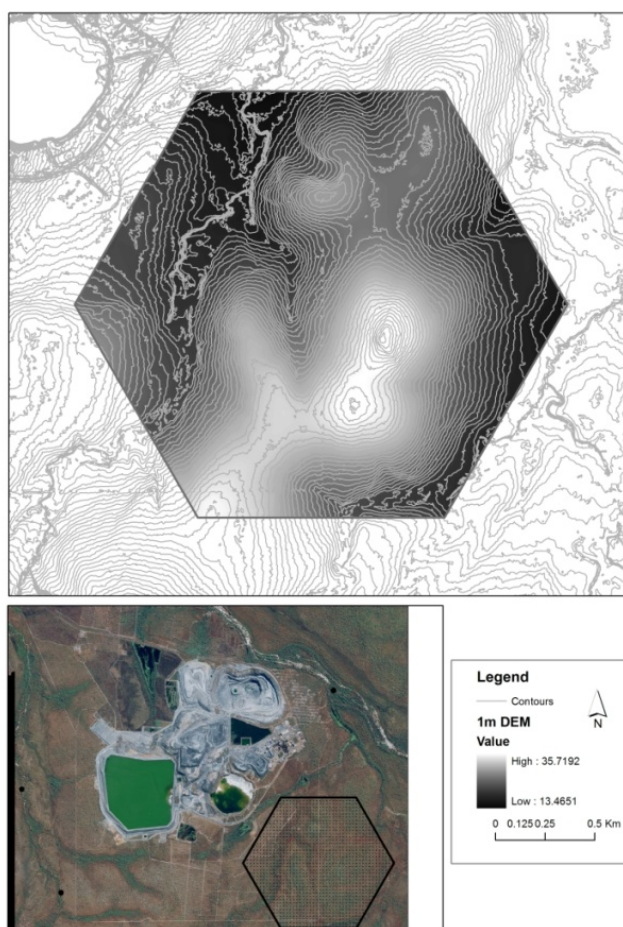 Legend
Contours
1m DEM
Value
High : 35.7192
Low : 13.4651
N
0 0.125 0.25 0.5 Km